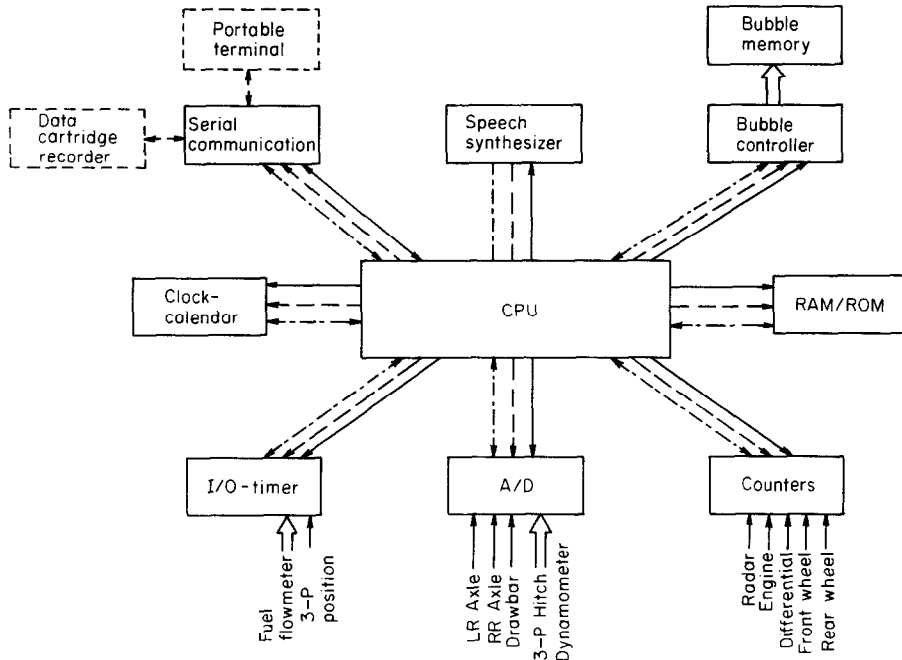 Portable
terminal
Bubble
memory
Data
cartridge
recorder
Serial
communication
Speech
synthesizer
Bubble
controller
Clock-
calendar
CPU
RAM/ROM
I/O-timer
A/D
Counters
Fuel
flowmeter
3-P
position
LR Axle
RR Axle
Drawbar
3-P Hitch
Dynamometer
Radar
Engine
Differential
Front wheel
Rear wheel